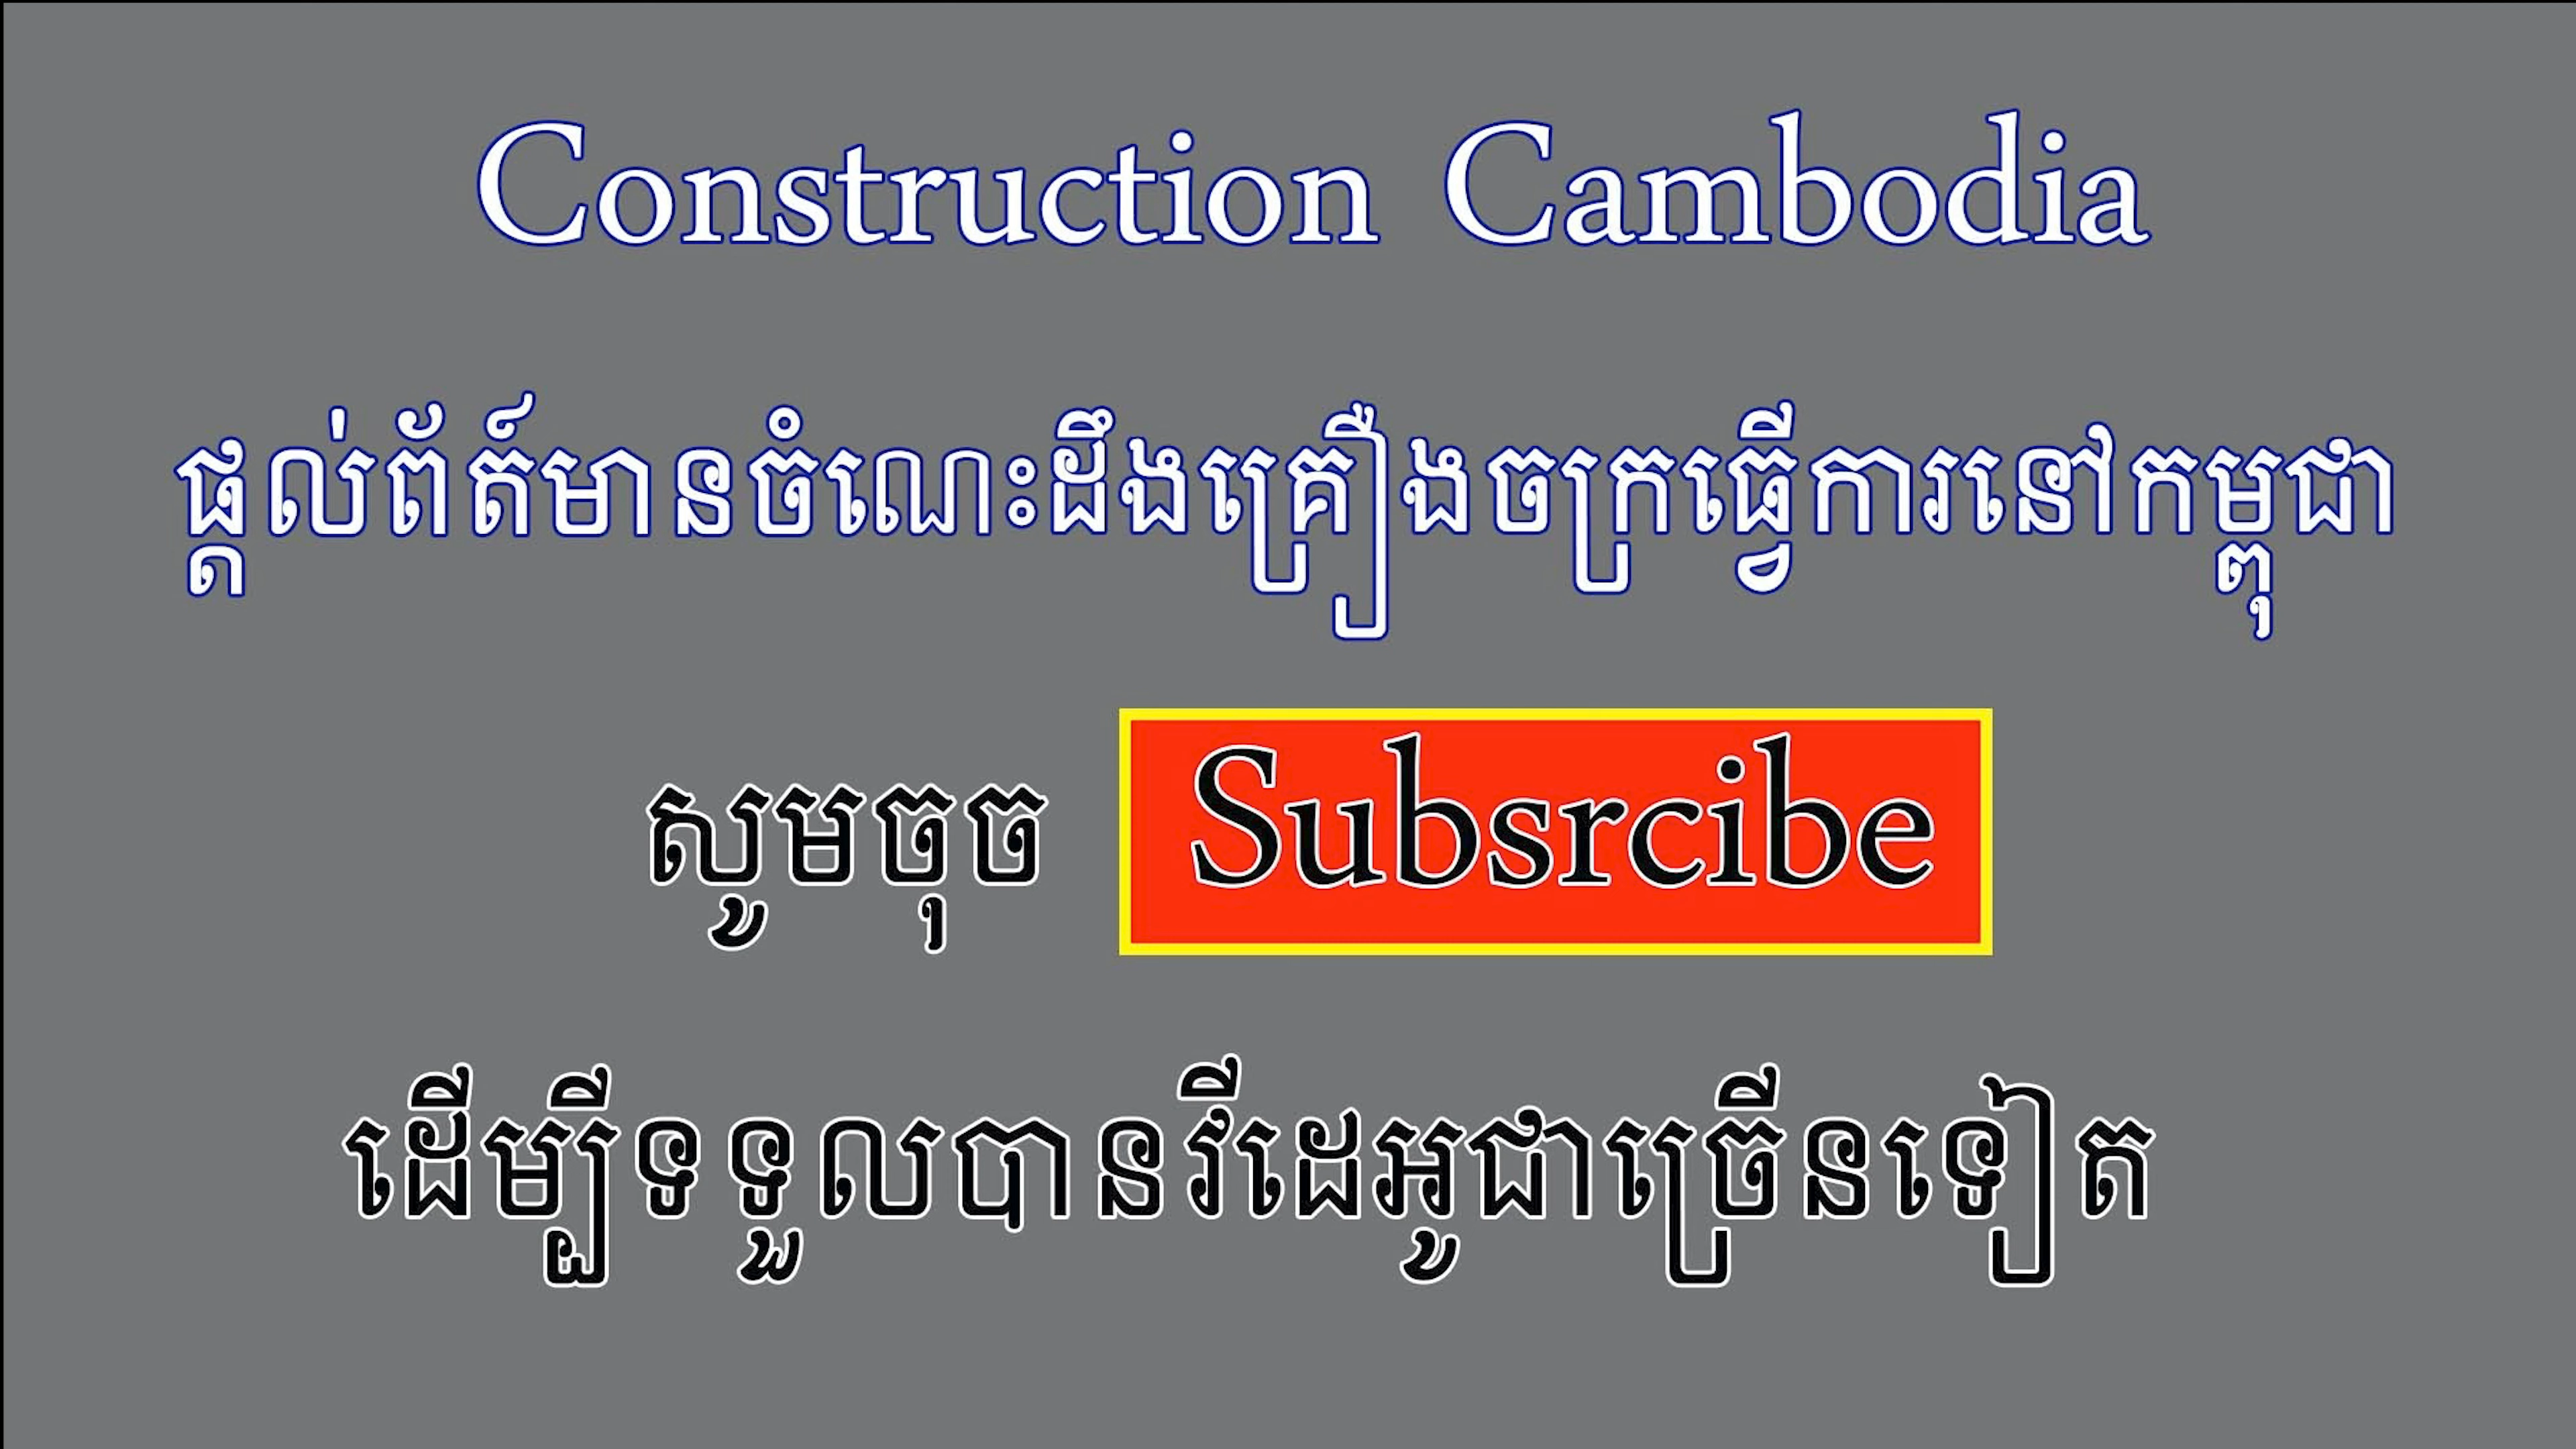 Construction Cambodia
ផ្ដល់ព័ត៍មានចំណេះដឹងគ្រឿងចក្រធ្វើការនៅកម្ពុជា
សូមចុច Subsrcibe
ដើម្បីទទួលបានវីដេអូជាច្រើនទៀត